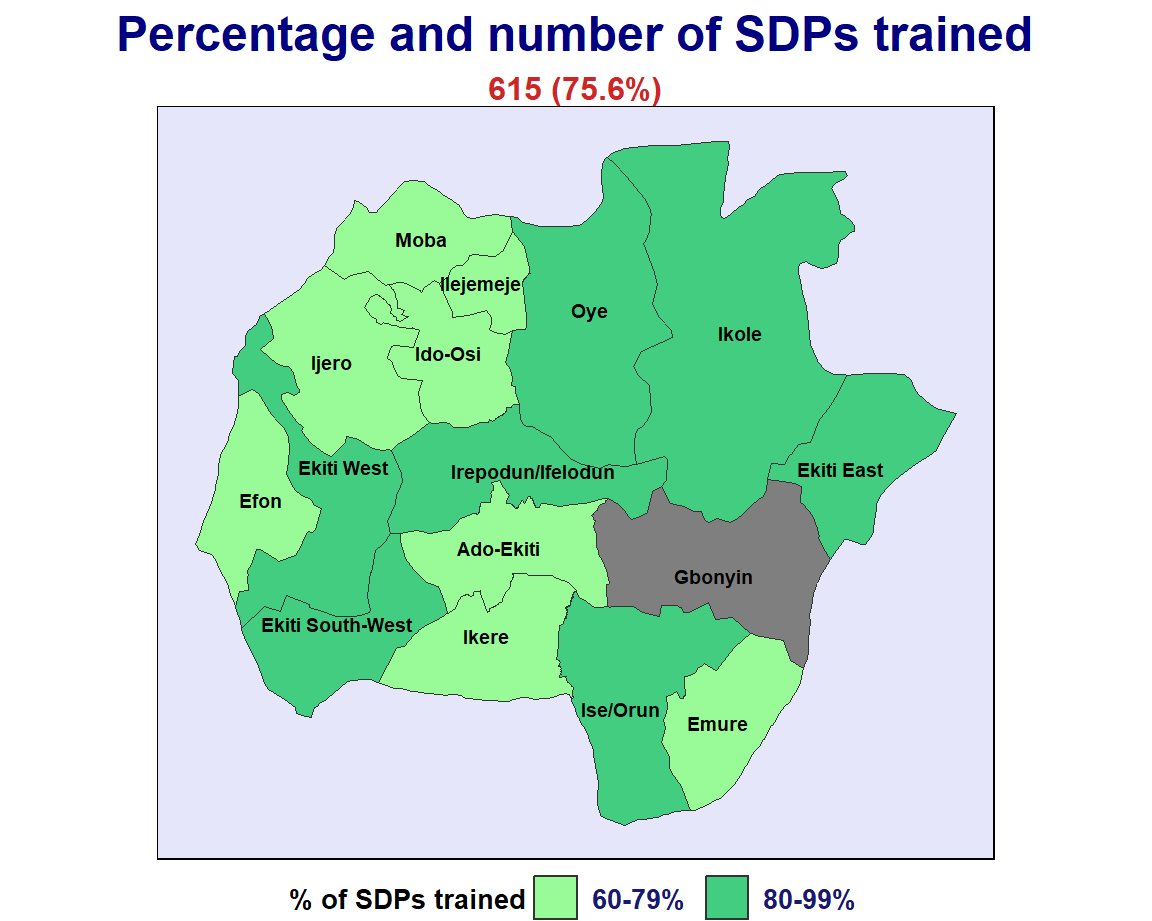 Percentage and number of SDPs trained
615 (75.6%)
Moba
Ilejemeje
Oye
Ikole
Ido-Osi
Ijero
Ekiti West
Irepodun/Ifelodun
Ekiti East
Efon
Ado-Ekiti
Gbonyin
Ekiti South-West
Ikere
Ise/Orun
Emure
% of SDPs trained 60-79% 80-99%